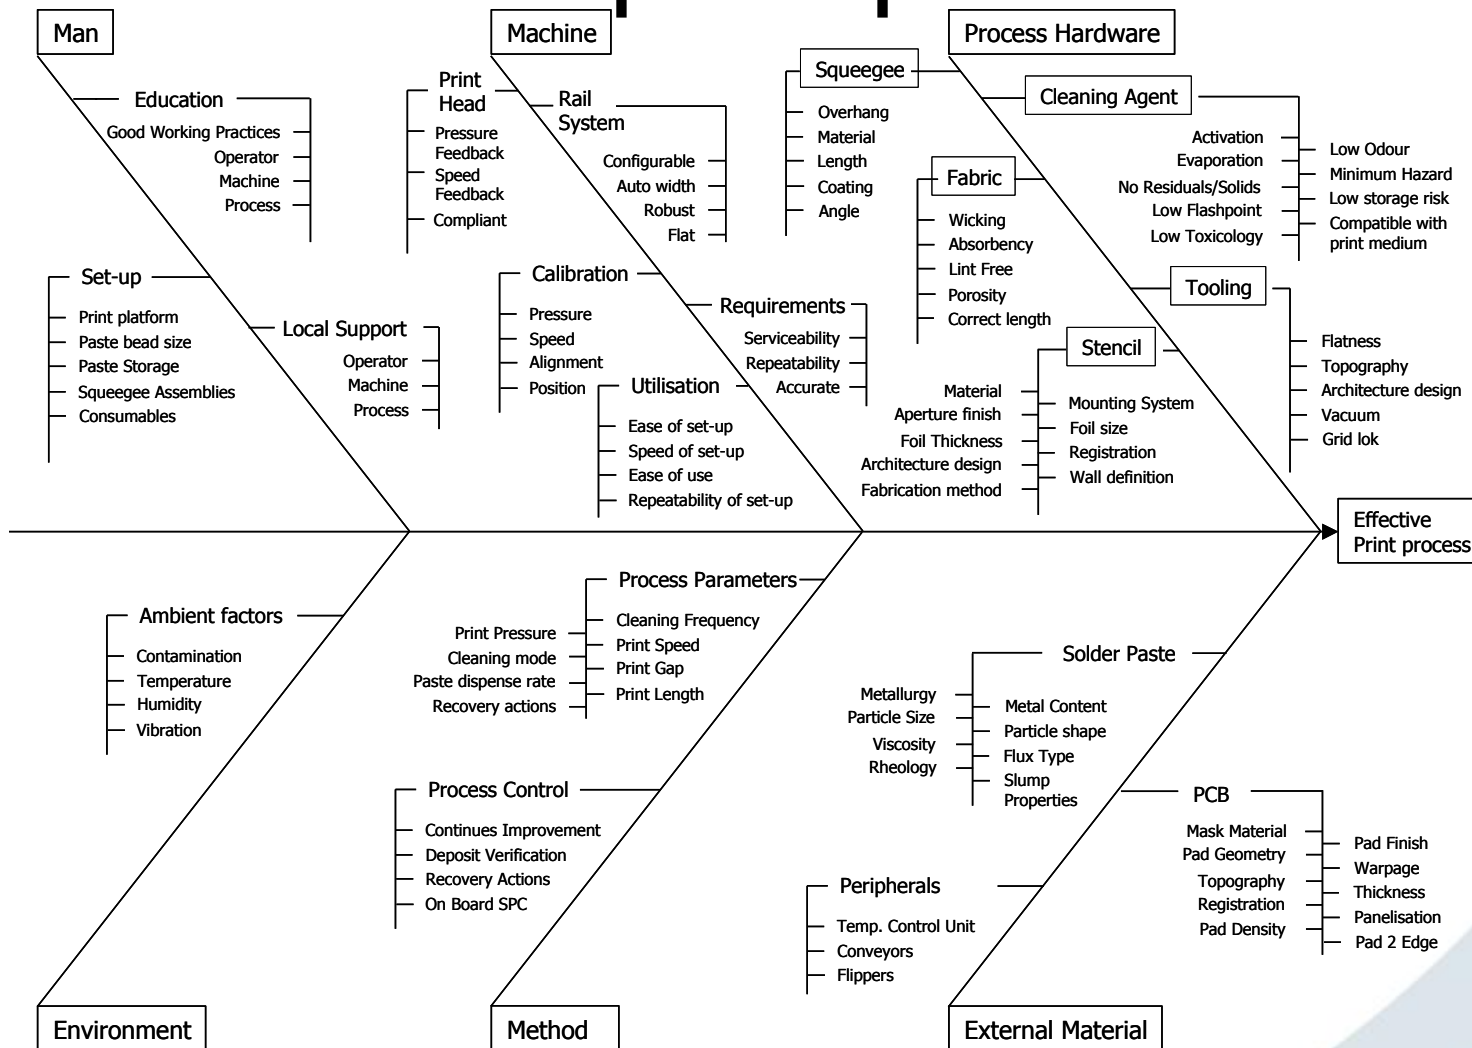 Man
Education
Good Working Practices
Operator
Machine
Process
Set-up
Print platform
Paste bead size
Paste Storage
Squeegee Assemblies
Consumables
Local Support
Operator
Machine
Process
Machine
Print
Head
Pressure
Feedback
Speed
Feedback
Compliant
Rail
System
Configurable
Auto width
Robust
Flat
Calibration
Pressure
Speed
Alignment
Position
Requirements
Serviceability
Repeatability
Accurate
Utilisation
Ease of set-up
Speed of set-up
Ease of use
Repeatability of set-up
Process Hardware
Squeegee
Overhang
Material
Length
Coating
Angle
Cleaning Agent
Activation
Evaporation
No Residuals/Solids
Low Flashpoint
Low Toxicology
Low Odour
Minimum Hazard
Low storage risk
Compatible with
print medium
Fabric
Wicking
Absorbency
Lint Free
Porosity
Correct length
Tooling
Flatness
Topography
Architecture design
Vacuum
Grid lok
Stencil
Material
Aperture finish
Foil Thickness
Architecture design
Fabrication method
Mounting System
Foil size
Registration
Wall definition
Effective
Print process
Ambient factors
Contamination
Temperature
Humidity
Vibration
Environment
Process Parameters
Print Pressure
Cleaning mode
Paste dispense rate
Recovery actions
Cleaning Frequency
Print Speed
Print Gap
Print Length
Process Control
Continues Improvement
Deposit Verification
Recovery Actions
On Board SPC
Method
Solder Paste
Metallurgy
Particle Size
Viscosity
Rheology
Metal Content
Particle shape
Flux Type
Slump
Properties
PCB
Mask Material
Pad Geometry
Topography
Registration
Pad Density
Pad Finish
Warpage
Thickness
Panelisation
Pad 2 Edge
Peripherals
Temp. Control Unit
Conveyors
Flippers
External Material